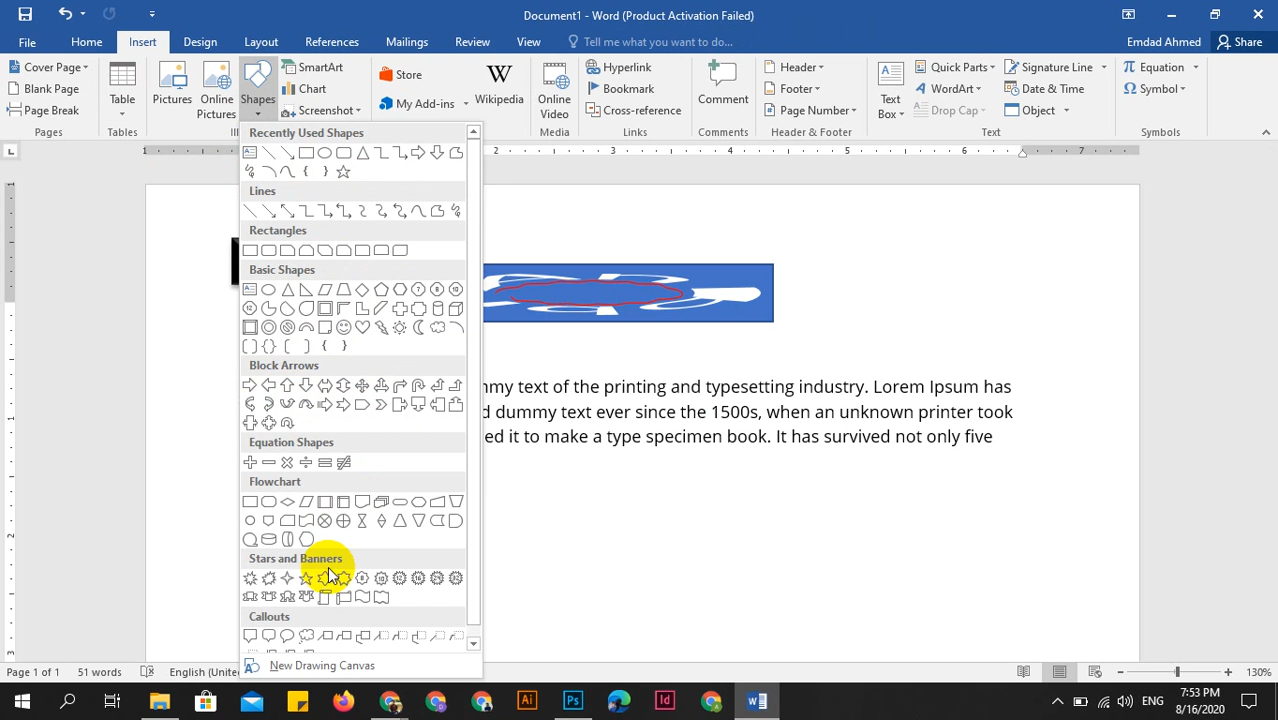 Document1 - Word (Product Activation Failed)
File Home Insert Design Layout References Mailings Review View Tell me what you want to do... Emdad Ahmed Share
Cover Page
Blank Page
Page Break
Pages
Table
Tables
Pictures
Online Pictures
Shapes
SmartArt
Chart
Screenshot
Store
My Add-ins
Wikipedia
Online Video
Media
Hyperlink
Bookmark
Cross-reference
Links
Comment
Comments
Header
Footer
Page Number
Header & Footer
Text Box
Quick Parts
WordArt
Drop Cap
Signature Line
Date & Time
Object
Text
Equation
Symbol
Symbols
1 2 3 4 5 6 7
Recently Used Shapes
Lines
Rectangles
Basic Shapes
Block Arrows
Equation Shapes
Flowchart
Stars and Banners
Callouts
New Drawing Canvas
text of the printing and typesetting industry. Lorem Ipsum has
dummy text ever since the 1500s, when an unknown printer took
it to make a type specimen book. It has survived not only five
Page 1 of 1 51 words English 130%
ENG
7:53 PM
8/16/2020